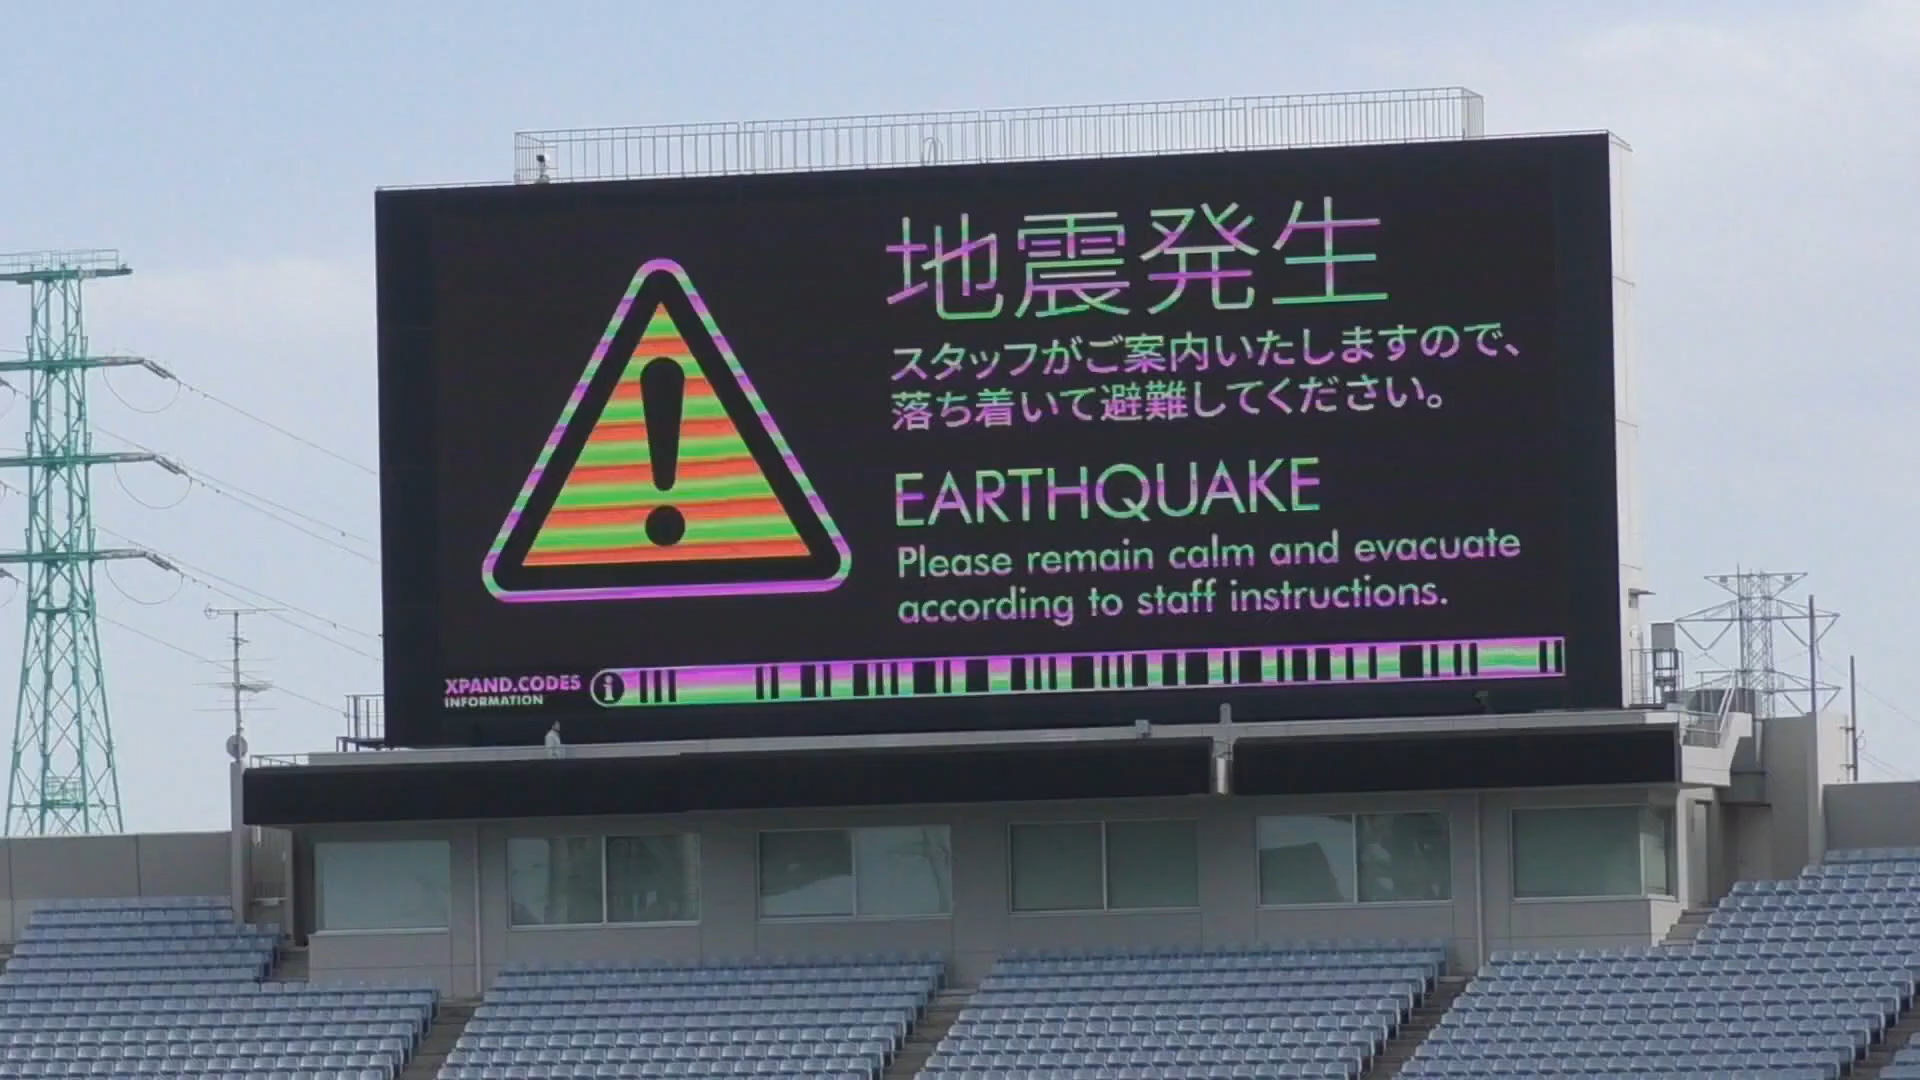 地震発生
スタッフがご案内いたしますので、
落ち着いて避難してください。
EARTHQUAKE
Please remain calm and evacuate
according to staff instructions.
XPAND.CODES
INFORMATION
i